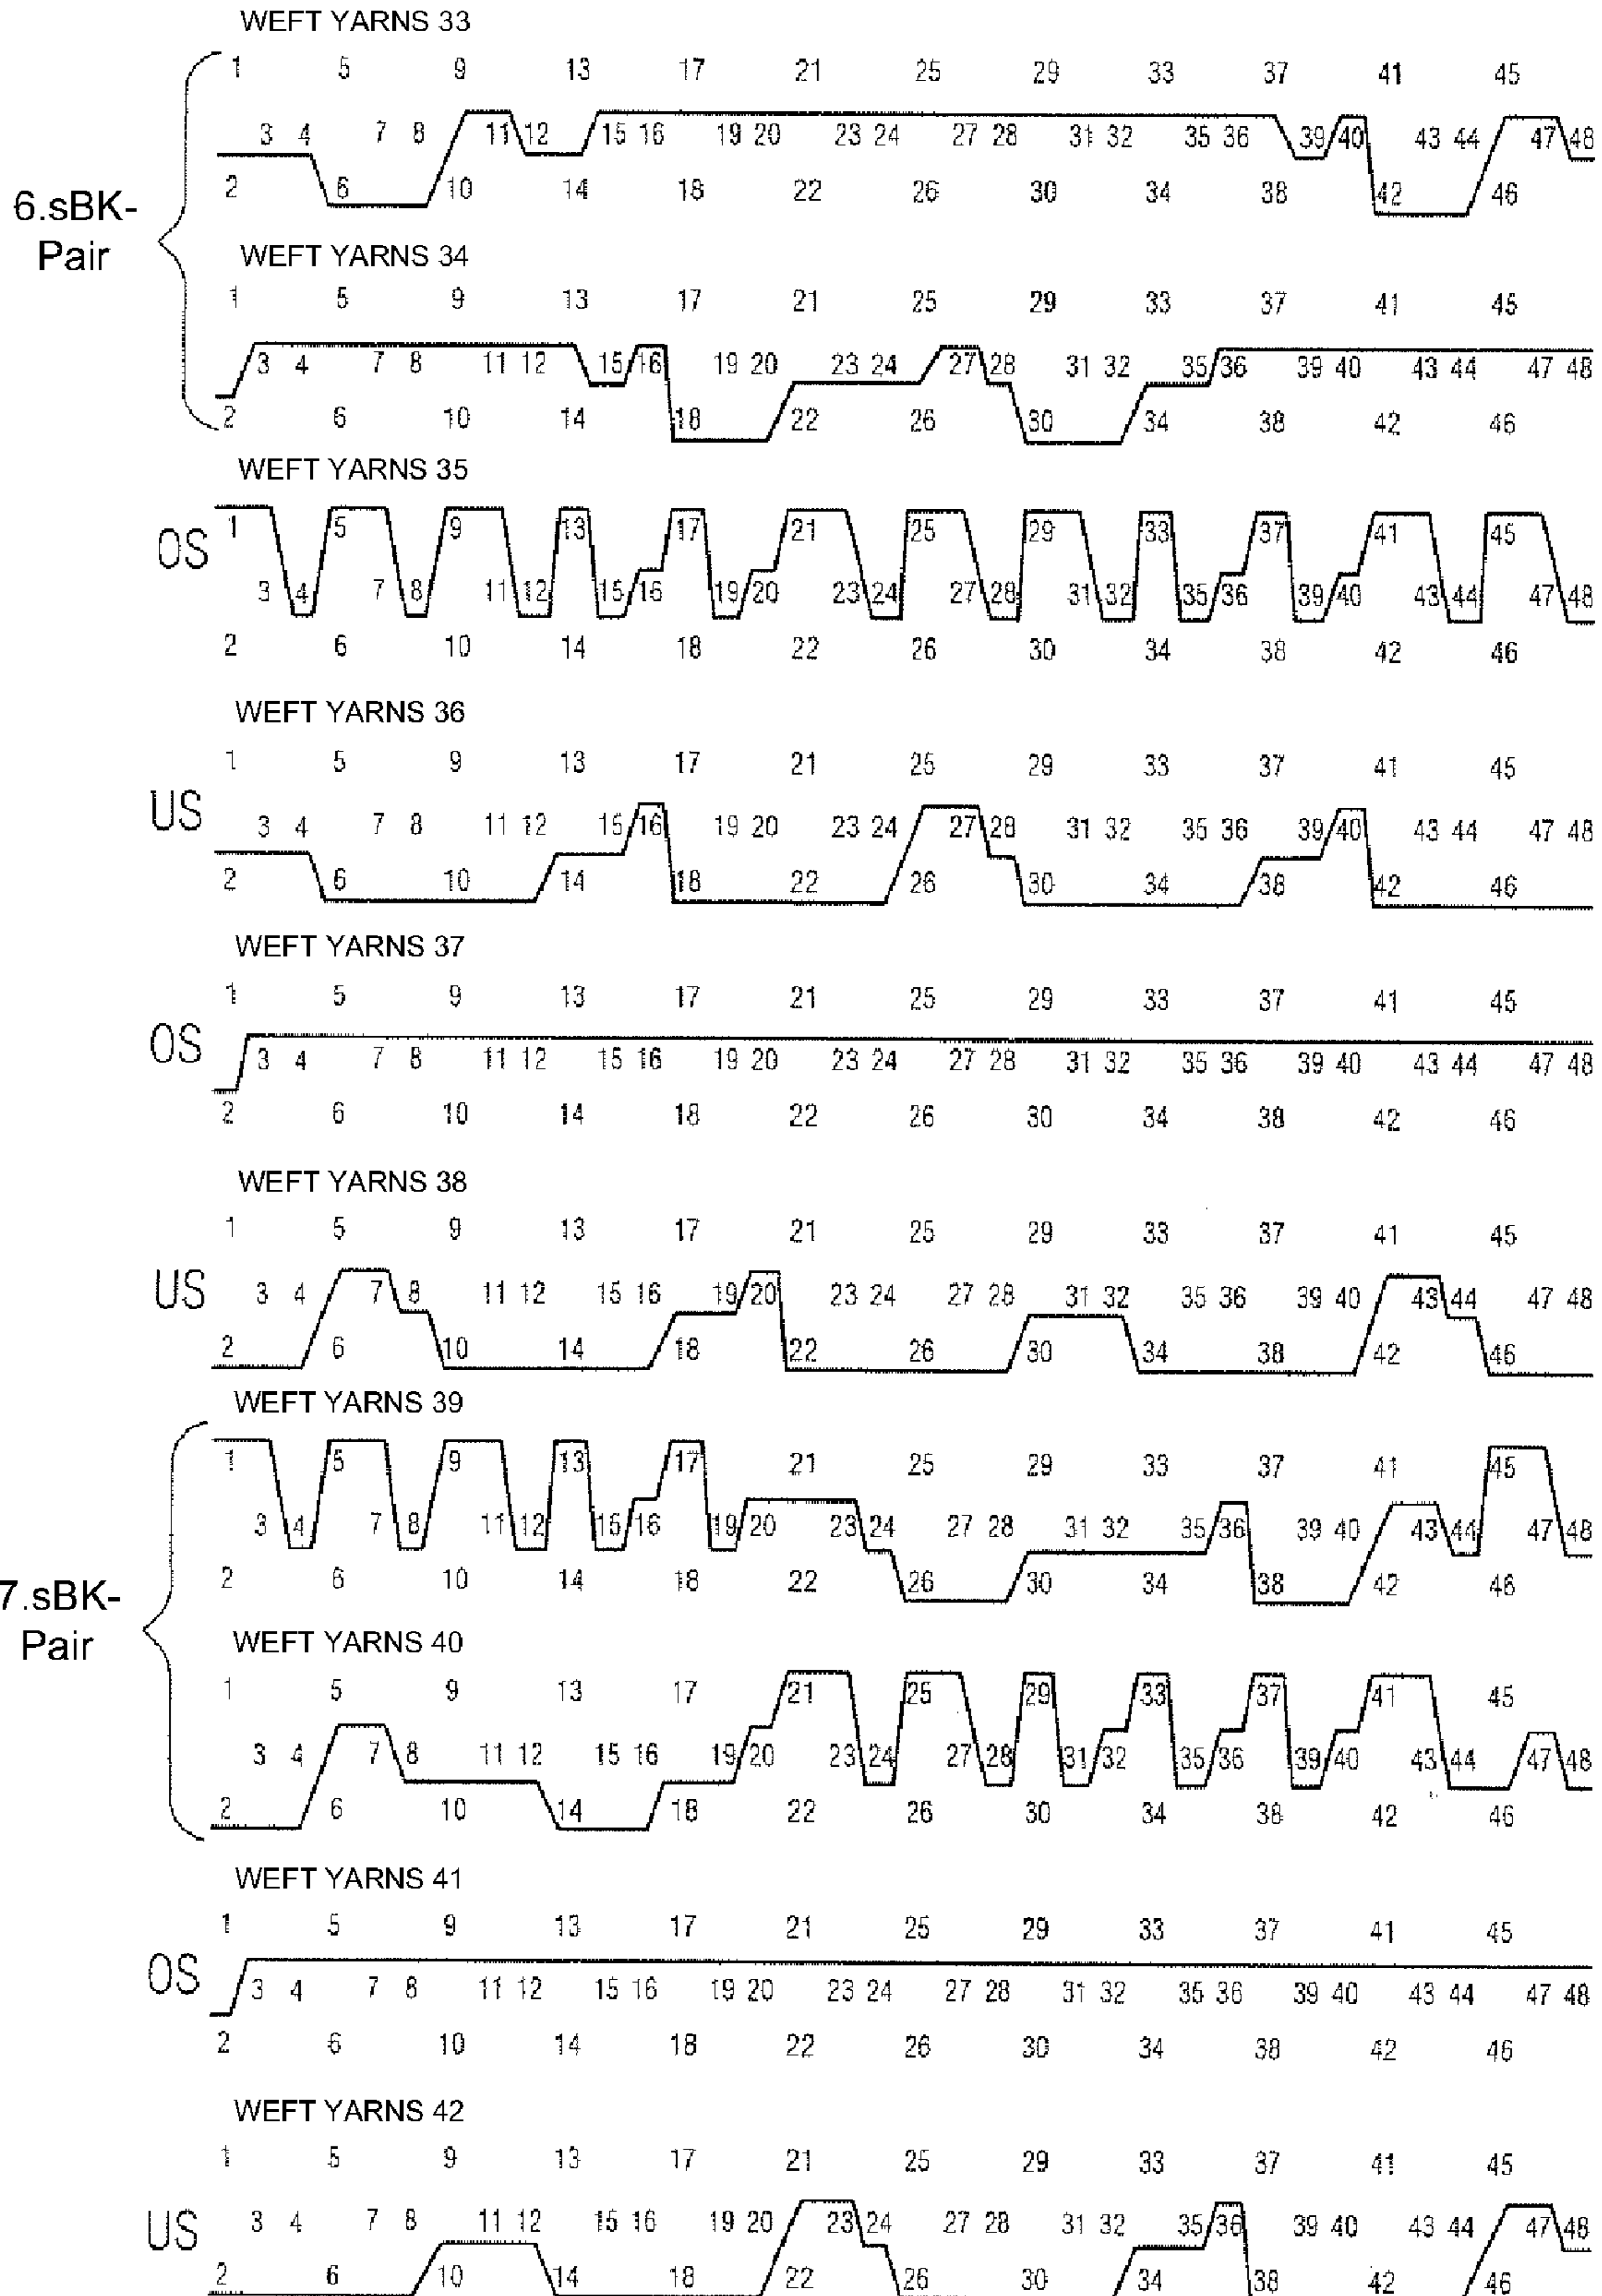 WEFT YARNS 33
1 5 9 13 17 21 25 29 33 37 41 45
3 4 7 8 11 12 15 16 19 20 23 24 27 28 31 32 35 36 39 40 43 44 47 48
2 6 10 14 18 22 26 30 34 38 42 46
6.sBK-
Pair
WEFT YARNS 34
1 5 9 13 17 21 25 29 33 37 41 45
3 4 7 8 11 12 15 16 19 20 23 24 27 28 31 32 35 36 39 40 43 44 47 48
2 6 10 14 18 22 26 30 34 38 42 46
WEFT YARNS 35
OS
1 5 9 13 17 21 25 29 33 37 41 45
3 4 7 8 11 12 15 16 19 20 23 24 27 28 31 32 35 36 39 40 43 44 47 48
2 6 10 14 18 22 26 30 34 38 42 46
WEFT YARNS 36
1 5 9 13 17 21 25 29 33 37 41 45
US
3 4 7 8 11 12 15 16 19 20 23 24 27 28 31 32 35 36 39 40 43 44 47 48
2 6 10 14 18 22 26 30 34 38 42 46
WEFT YARNS 37
1 5 9 13 17 21 25 29 33 37 41 45
OS
3 4 7 8 11 12 15 16 19 20 23 24 27 28 31 32 35 36 39 40 43 44 47 48
2 6 10 14 18 22 26 30 34 38 42 46
WEFT YARNS 38
1 5 9 13 17 21 25 29 33 37 41 45
US
3 4 7 8 11 12 15 16 19 20 23 24 27 28 31 32 35 36 39 40 43 44 47 48
2 6 10 14 18 22 26 30 34 38 42 46
WEFT YARNS 39
1 5 9 13 17 21 25 29 33 37 41 45
3 4 7 8 11 12 15 16 19 20 23 24 27 28 31 32 35 36 39 40 43 44 47 48
2 6 10 14 18 22 26 30 34 38 42 46
7.sBK-
Pair
WEFT YARNS 40
1 5 9 13 17 21 25 29 33 37 41 45
3 4 7 8 11 12 15 16 19 20 23 24 27 28 31 32 35 36 39 40 43 44 47 48
2 6 10 14 18 22 26 30 34 38 42 46
WEFT YARNS 41
1 5 9 13 17 21 25 29 33 37 41 45
OS
3 4 7 8 11 12 15 16 19 20 23 24 27 28 31 32 35 36 39 40 43 44 47 48
2 6 10 14 18 22 26 30 34 38 42 46
WEFT YARNS 42
1 5 9 13 17 21 25 29 33 37 41 45
US
3 4 7 8 11 12 15 16 19 20 23 24 27 28 31 32 35 36 39 40 43 44 47 48
2 6 10 14 18 22 26 30 34 38 42 46